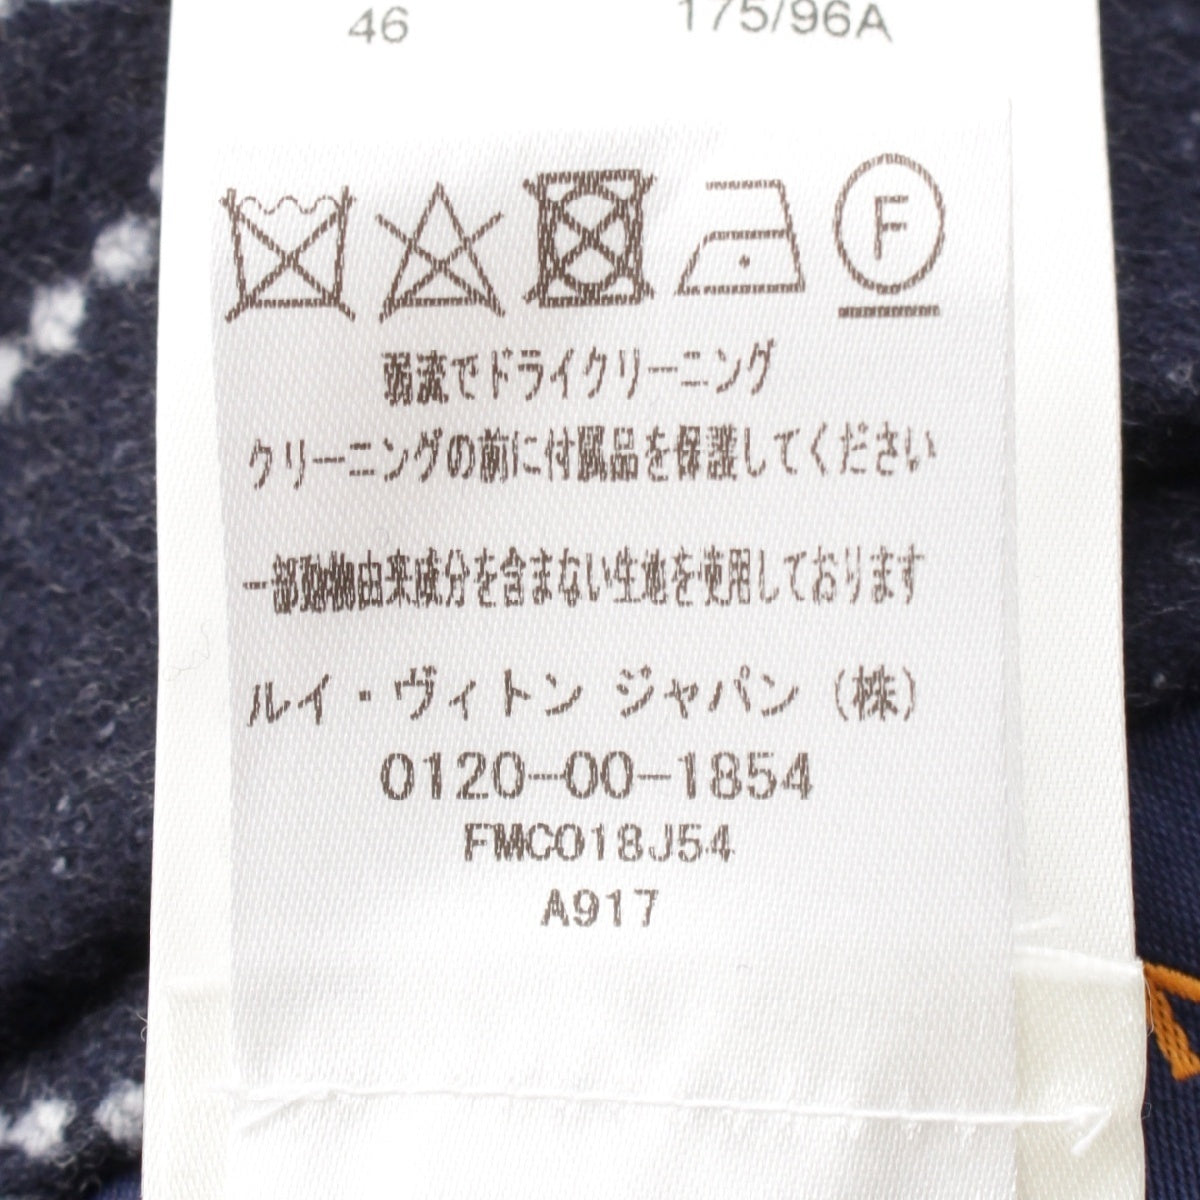 46 175/96A
F
弱流でドライクリーニング
クリーニングの前に付属品を保護してください
一部動物由来成分を含まない生地を使用しております
ルイ・ヴィトン ジャパン (株)
0120-00-1854
FMCO18J54
A917